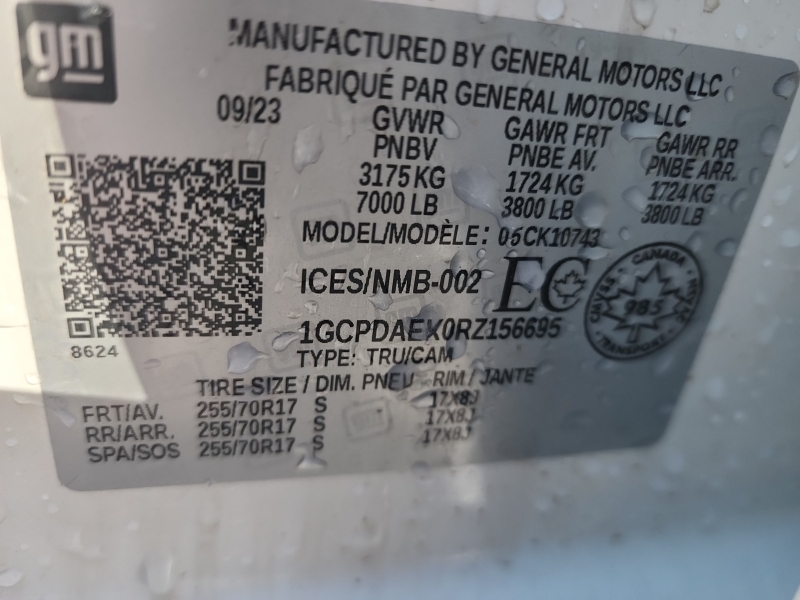 gm
MANUFACTURED BY GENERAL MOTORS LLC
FABRIQUÉ PAR GENERAL MOTORS LLC
09/23 GVWR GAWR FRT GAWR RR
PNBV PNBE AV. PNBE ARR.
3175 KG 1724 KG 1724 KG
7000 LB 3800 LB 3800 LB
MODEL/MODÈLE: 05CK10743
ICES/NMB-002 EC
CANADA
985
TRANSPORT
1GCPDAEX0RZ156695
8624
TYPE: TRU/CAM
TIRE SIZE / DIM. PNEU RIM / JANTE
FRT/AV. 255/70R17 S 17X8J
RR/ARR. 255/70R17 S 17X8J
SPA/SOS 255/70R17 S 17X8J